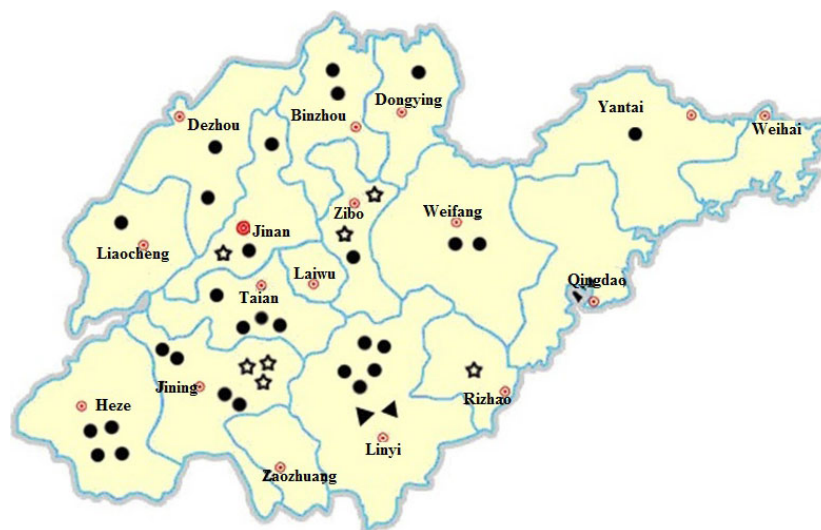 Dongying
Yantai
Binzhou
Dezhou
Weihai
Zibo
Weifang
Jinan
Liaocheng
Laiwu
Qingdao
Taian
Jining
Rizhao
Heze
Linyi
Zaozhuang